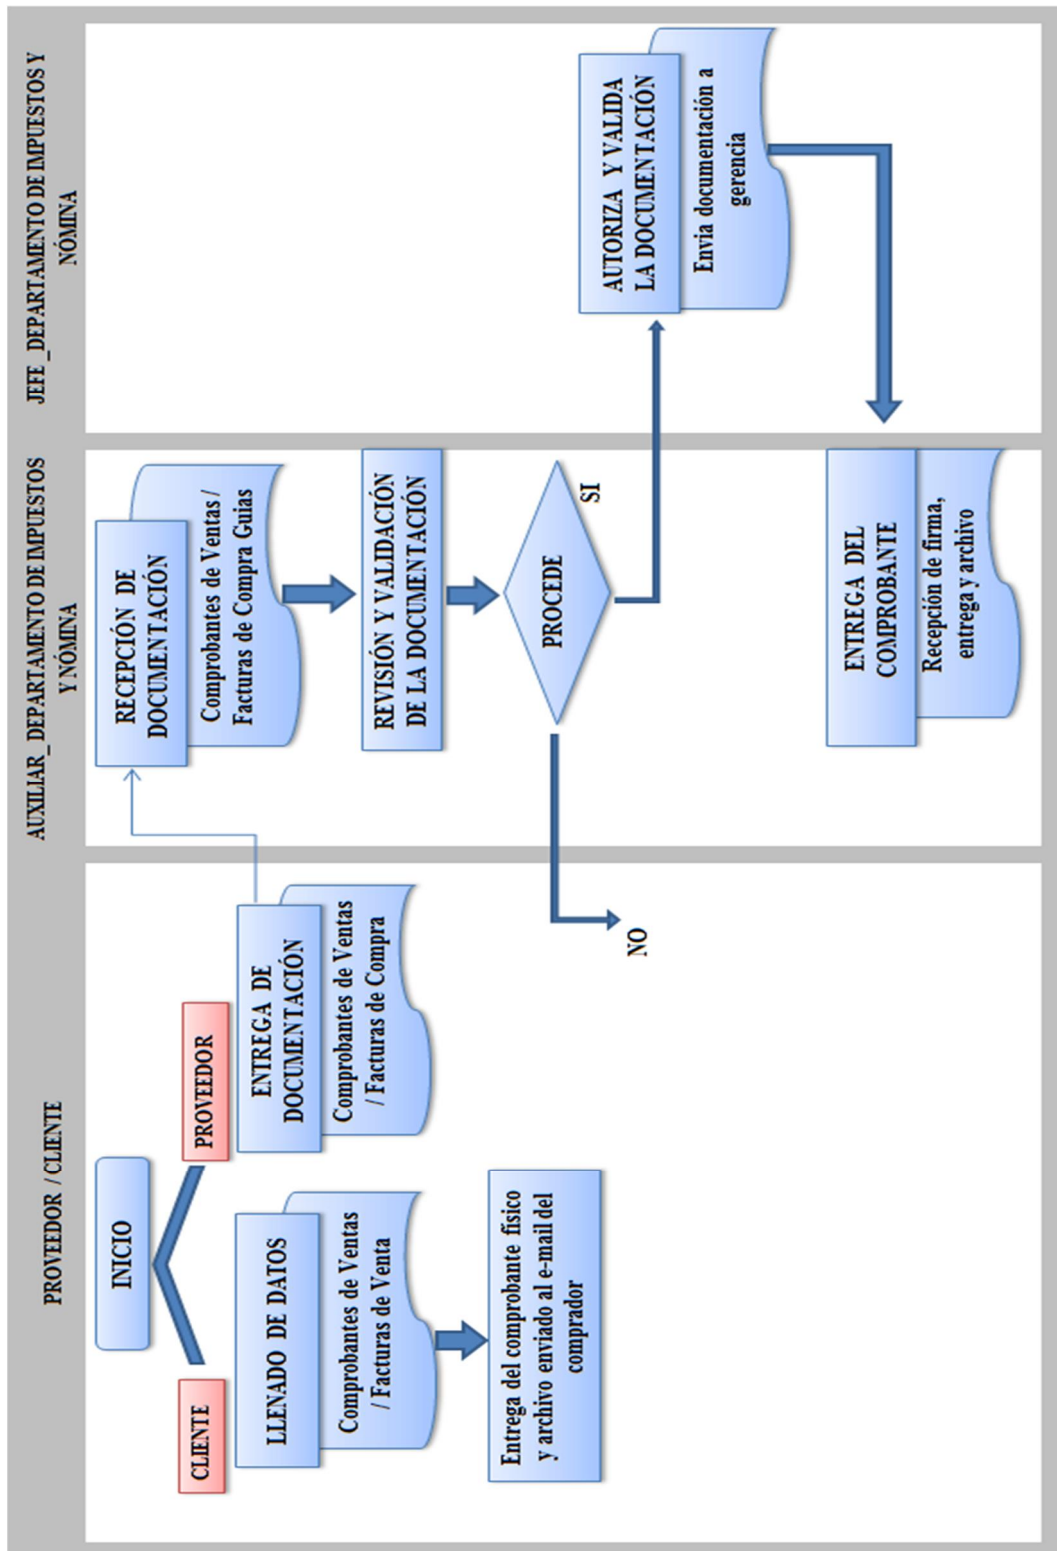 PROVEEDOR / CLIENTE
INICIO
CLIENTE
PROVEEDOR
LLENADO DE DATOS
Comprobantes de Ventas
/ Facturas de Venta
Entrega del comprobante físico
y archivo enviado al e-mail del
comprador
ENTREGA DE
DOCUMENTACIÓN
Comprobantes de Ventas
/ Facturas de Compra
NO
AUXILIAR_DEPARTAMENTO DE IMPUESTOS
Y NÓMINA
RECEPCIÓN DE
DOCUMENTACIÓN
Comprobantes de Ventas /
Facturas de Compra Guias
REVISIÓN Y VALIDACIÓN
DE LA DOCUMENTACIÓN
PROCEDE
SI
ENTREGA DEL
COMPROBANTE
Recepción de firma,
entrega y archivo
JEFE_DEPARTAMENTO DE IMPUESTOS Y
NÓMINA
AUTORIZA Y VALIDA
LA DOCUMENTACIÓN
Envia documentación a
gerencia